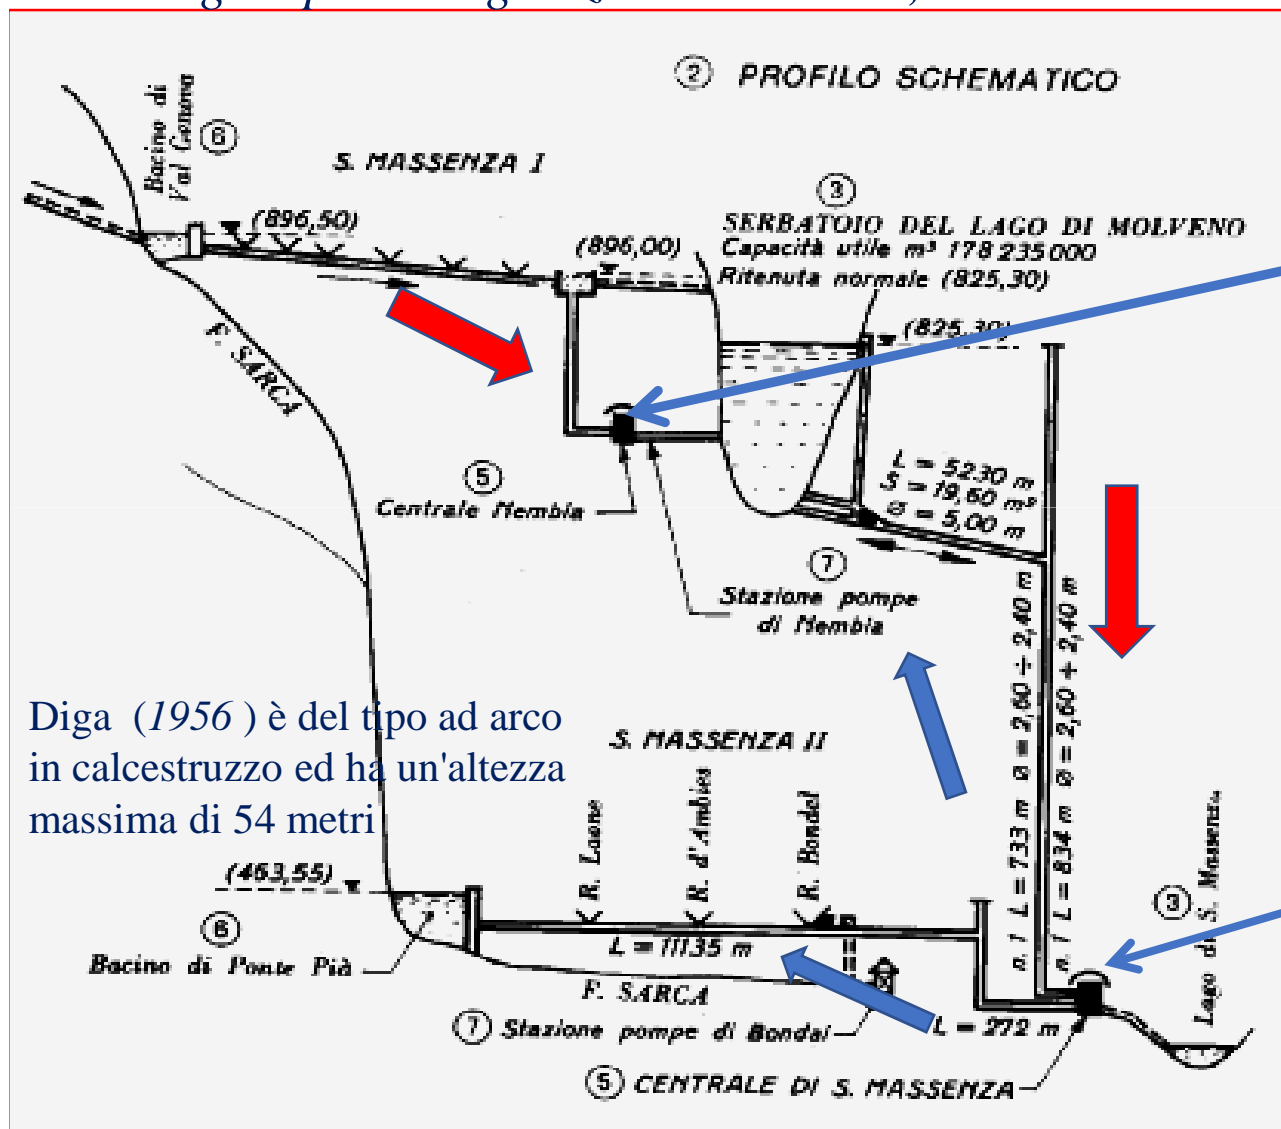 ② PROFILO SCHEMATICO
Bacino di
Val Genova
⑥
S. MASSENZA I
(896,50)
(896,00)
③
SERBATOIO DEL LAGO DI MOLVENO
Capacità utile m³ 178 235 000
Ritenuta normale (825,30)
(825,30)
F. SARCA
⑤
Centrale Nembia
L = 5230 m
S = 19,60 m²
ø = 5,00 m
⑦
Stazione pompe
di Nembia
n. 1 L = 733 m ø = 2,60 ÷ 2,40 m
n. 1 L = 834 m ø = 2,60 ÷ 2,40 m
Diga (1956 ) è del tipo ad arco
in calcestruzzo ed ha un'altezza
massima di 54 metri
S. MASSENZA II
R. d'Ambies
R. Bondai
(463,55)
⑥
Bacino di Ponte Pià
L = 11135 m
F. SARCA
⑦ Stazione pompe di Bondai
L = 272 m
③
Lago di S. Massenza
⑤ CENTRALE DI S. MASSENZA